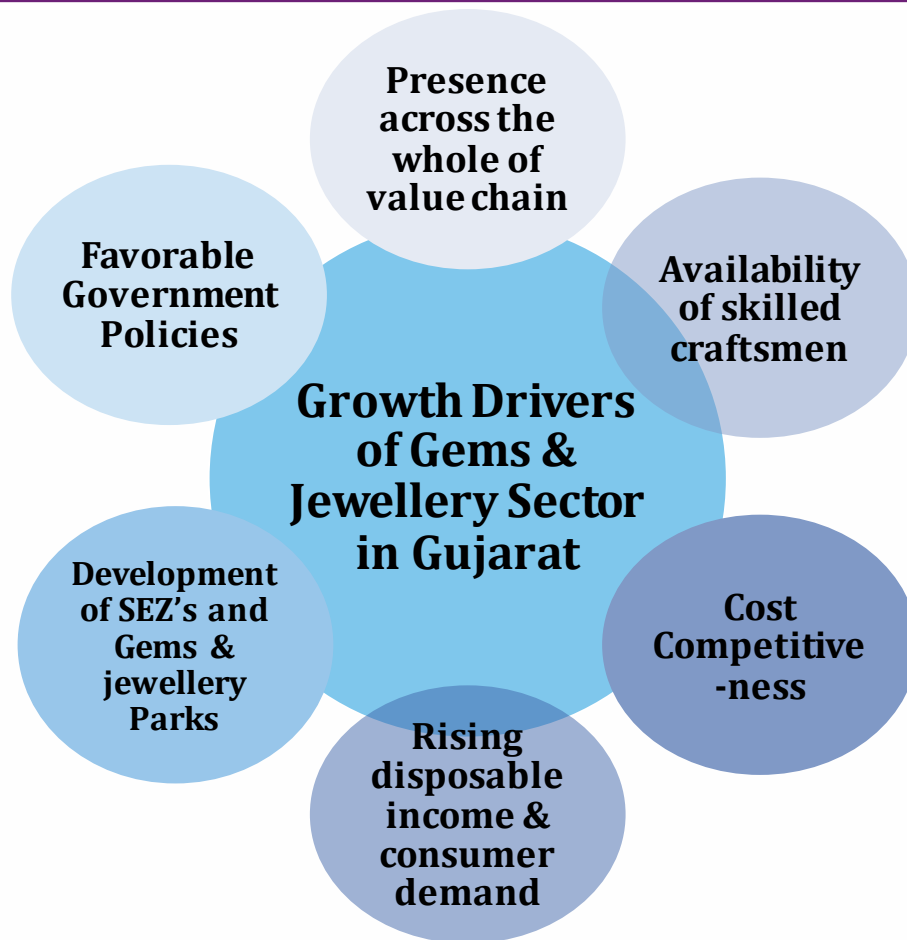 Presence
across the
whole of
value chain
Availability
of skilled
craftsmen
Cost
Competitive
-ness
Rising
disposable
income &
consumer
demand
Development
of SEZ's and
Gems &
jewellery
Parks
Favorable
Government
Policies
Growth Drivers
of Gems &
Jewellery Sector
in Gujarat